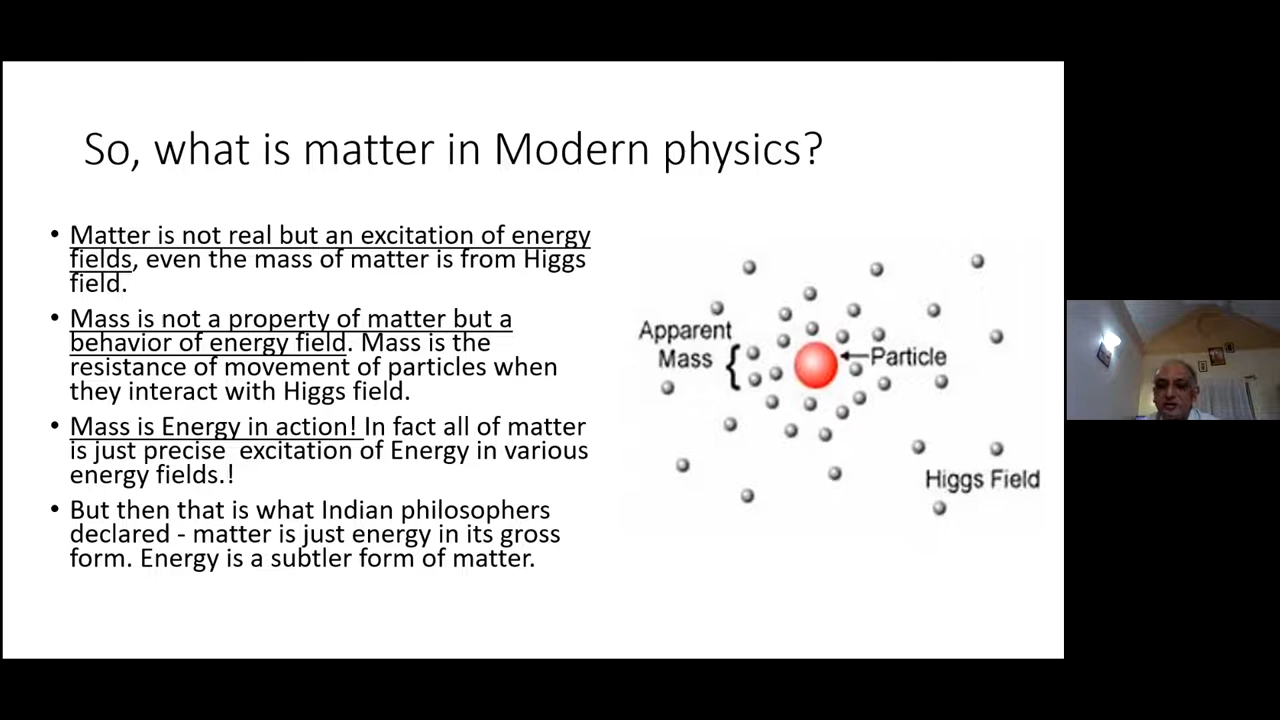 So, what is matter in Modern physics?
• Matter is not real but an excitation of energy
fields, even the mass of matter is from Higgs
field.
• Mass is not a property of matter but a
behavior of energy field. Mass is the
resistance of movement of particles when
they interact with Higgs field.
• Mass is Energy in action! In fact all of matter
is just precise  excitation of Energy in various
energy fields.!
• But then that is what Indian philosophers
declared - matter is just energy in its gross
form. Energy is a subtler form of matter.
Apparent
Mass {
Particle
Higgs Field